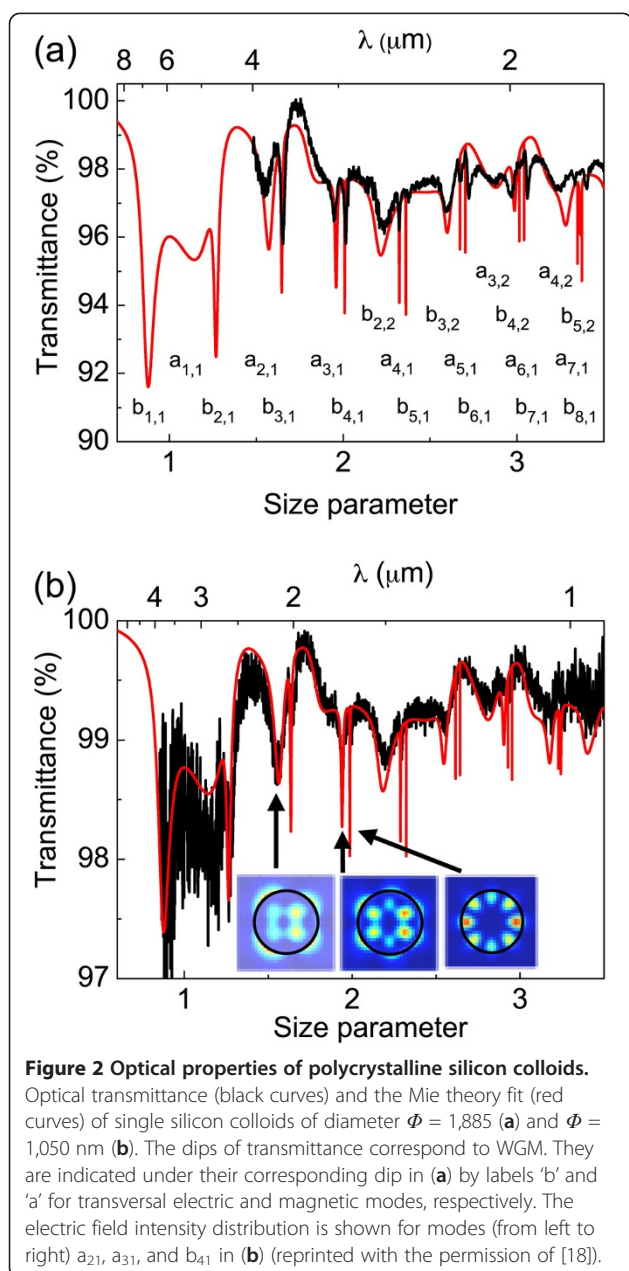 (a)
λ (μm)
8 6 4 2
Transmittance (%)
100
98
96
94
92
90
a3,2 a4,2
b2,2 b3,2 b4,2 b5,2
a1,1 a2,1 a3,1 a4,1 a5,1 a6,1 a7,1
b1,1 b2,1 b3,1 b4,1 b5,1 b6,1 b7,1 b8,1
1 2 3
Size parameter
(b)
λ (μm)
4 3 2 1
Transmittance (%)
100
99
98
97
1 2 3
Size parameter
Figure 2 Optical properties of polycrystalline silicon colloids.
Optical transmittance (black curves) and the Mie theory fit (red
curves) of single silicon colloids of diameter Φ = 1,885 (a) and Φ =
1,050 nm (b). The dips of transmittance correspond to WGM. They
are indicated under their corresponding dip in (a) by labels 'b' and
'a' for transversal electric and magnetic modes, respectively. The
electric field intensity distribution is shown for modes (from left to
right) a21, a31, and b41 in (b) (reprinted with the permission of [18]).